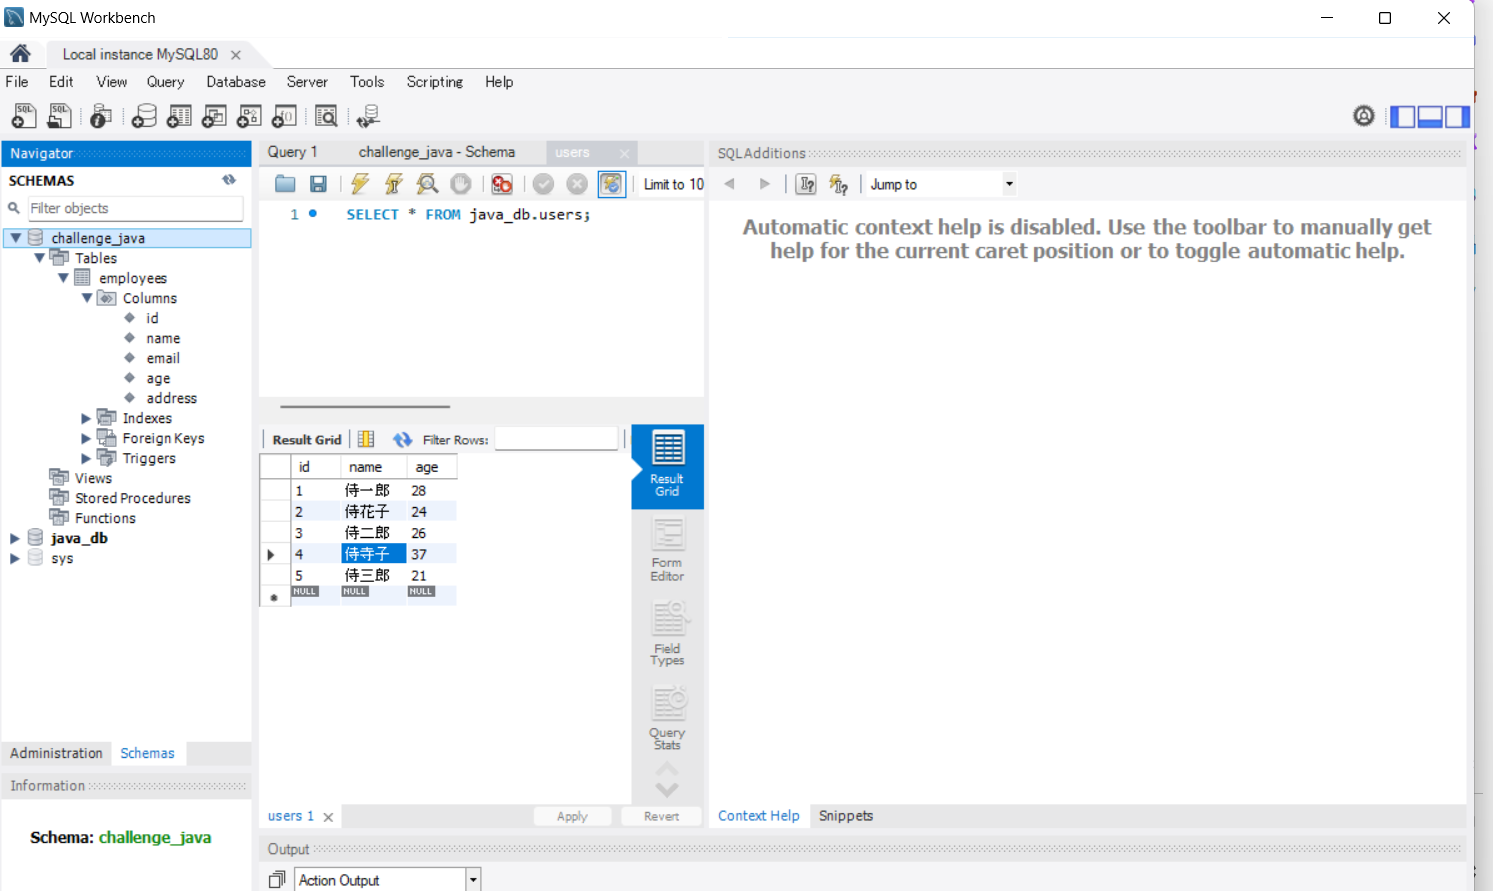 MySQL Workbench
Local instance MySQL80
File Edit View Query Database Server Tools Scripting Help
Navigator
SCHEMAS
Filter objects
challenge_java
Tables
employees
Columns
id
name
email
age
address
Indexes
Foreign Keys
Triggers
Views
Stored Procedures
Functions
java_db
sys
Administration Schemas
Information
Schema: challenge_java
Query 1 challenge_java - Schema users
Limit to 10
1 SELECT * FROM java_db.users;
Result Grid Filter Rows:
id name age
1 侍一郎 28
2 侍花子 24
3 侍二郎 26
4 侍寺子 37
5 侍三郎 21
NULL NULL NULL
Result
Grid
Form
Editor
Field
Types
Query
Stats
users 1 Apply Revert
SQLAdditions
Jump to
Automatic context help is disabled. Use the toolbar to manually get
help for the current caret position or to toggle automatic help.
Context Help Snippets
Output
Action Output